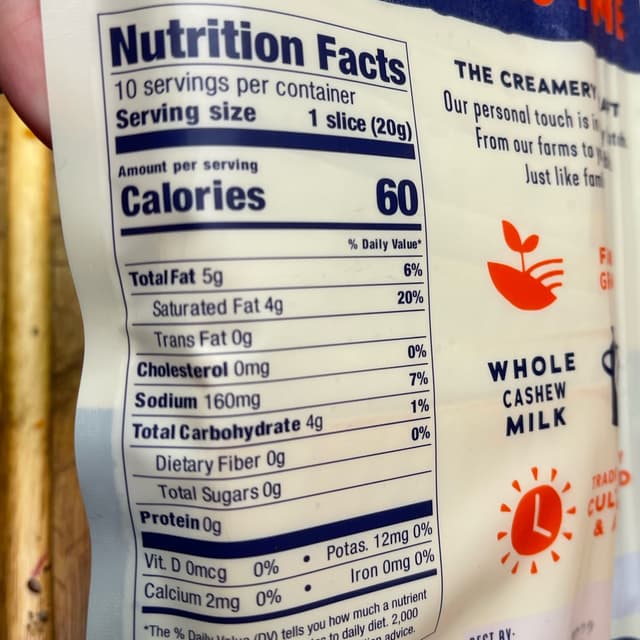 Nutrition Facts
10 servings per container
Serving size 1 slice (20g)
Amount per serving
Calories 60
% Daily Value*
Total Fat 5g 6%
Saturated Fat 4g 20%
Trans Fat 0g
Cholesterol 0mg 0%
Sodium 160mg 7%
Total Carbohydrate 4g 1%
Dietary Fiber 0g 0%
Total Sugars 0g
Protein 0g
Vit. D 0mcg 0% • Potas. 12mg 0%
Calcium 2mg 0% • Iron 0mg 0%
*The % Daily Value (DV) tells you how much a nutrient
to daily diet. 2,000
advice.
THE CREAMERY
Our personal touch is
From our farms to
Just like
WHOLE
CASHEW
MILK
&
BEST BY: